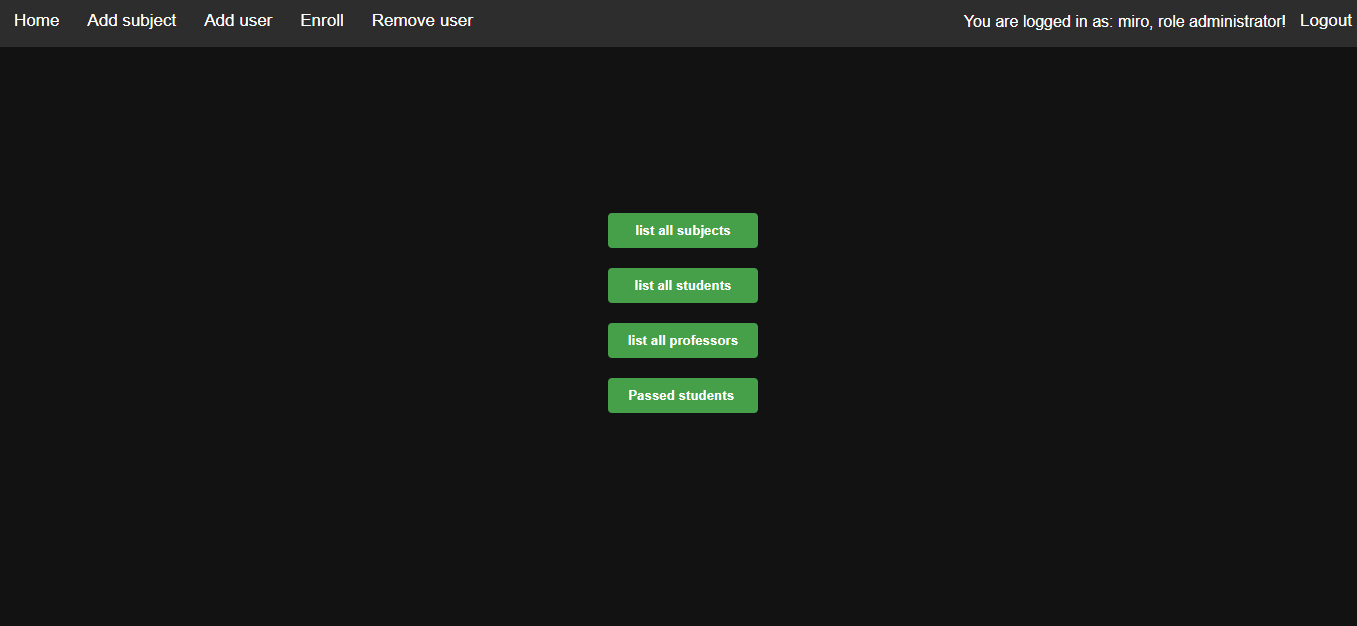 Home Add subject Add user Enroll Remove user You are logged in as: miro, role administrator! Logout
list all subjects
list all students
list all professors
Passed students